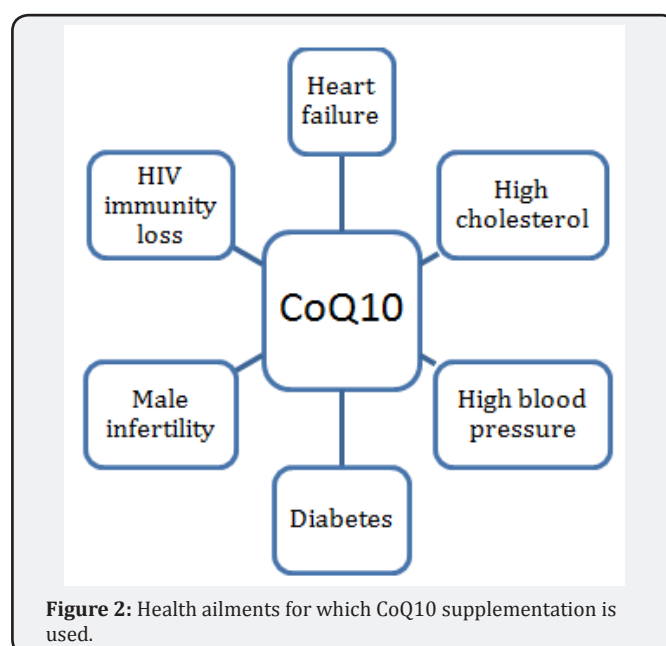 Heart
failure
HIV
immunity
loss
High
cholesterol
CoQ10
Male
infertility
High blood
pressure
Diabetes
Figure 2: Health ailments for which CoQ10 supplementation is
used.